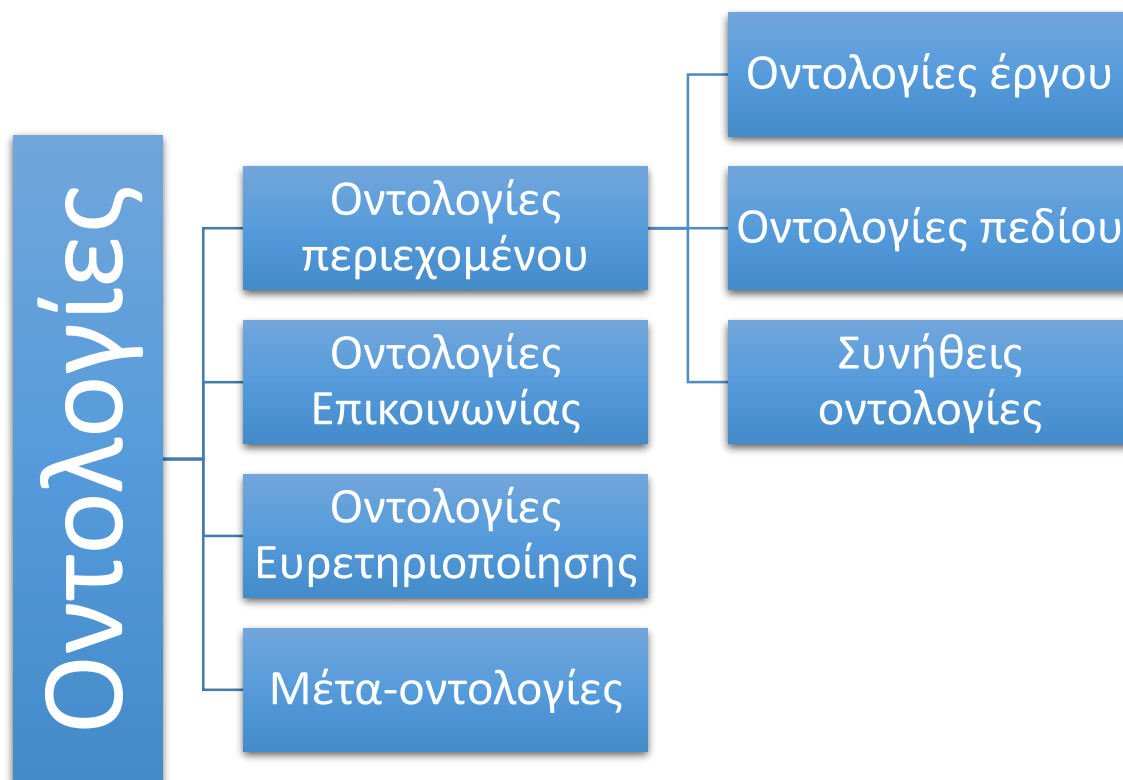 Οντολογίες
Οντολογίες
περιεχομένου
Οντολογίες έργου
Οντολογίες πεδίου
Συνήθεις
οντολογίες
Οντολογίες
Επικοινωνίας
Οντολογίες
Ευρετηριοποίησης
Μέτα-οντολογίες